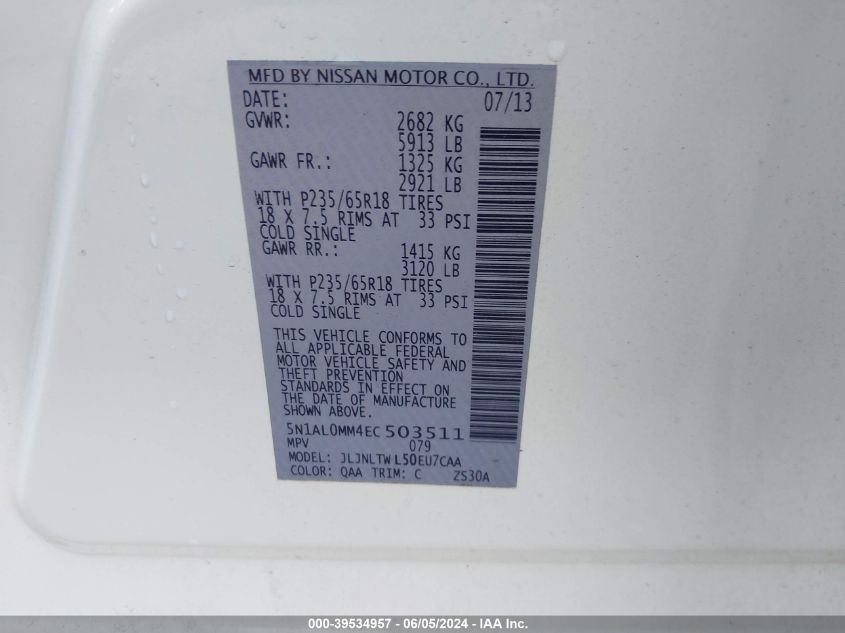 MFD BY NISSAN MOTOR CO., LTD.
DATE: 07/13
GVWR: 2682 KG
5913 LB
GAWR FR.: 1325 KG
2921 LB
WITH P235/65R18 TIRES
18 X 7.5 RIMS AT 33 PSI
COLD SINGLE
GAWR RR.: 1415 KG
3120 LB
WITH P235/65R18 TIRES
18 X 7.5 RIMS AT 33 PSI
COLD SINGLE
THIS VEHICLE CONFORMS TO
ALL APPLICABLE FEDERAL
MOTOR VEHICLE SAFETY AND
THEFT PREVENTION
STANDARDS IN EFFECT ON
THE DATE OF MANUFACTURE
SHOWN ABOVE.
5N1AL0MM4EC503511
MPV 079
MODEL: JLJNLTWL50EU7CAA
COLOR: QAA TRIM: C ZS30A
000-39534957 - 06/05/2024 - IAA Inc.